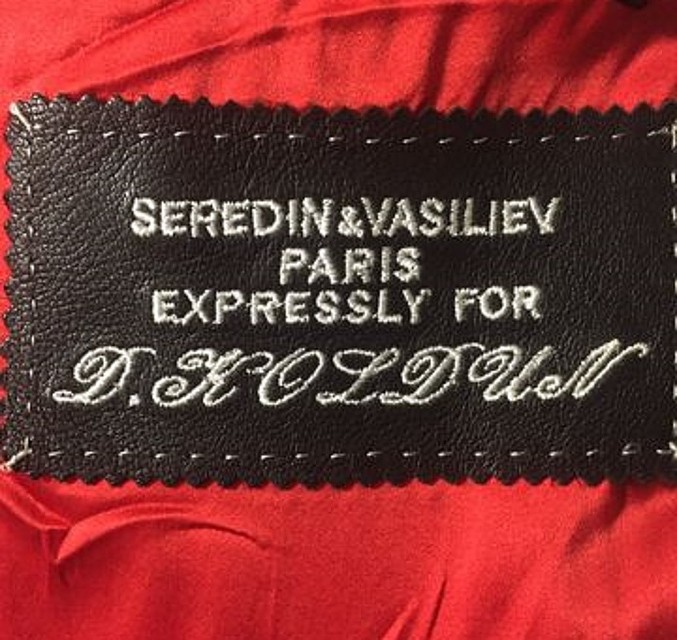 SEREDIN&VASILIEV
PARIS
EXPRESSLY FOR
D.KOLDUN